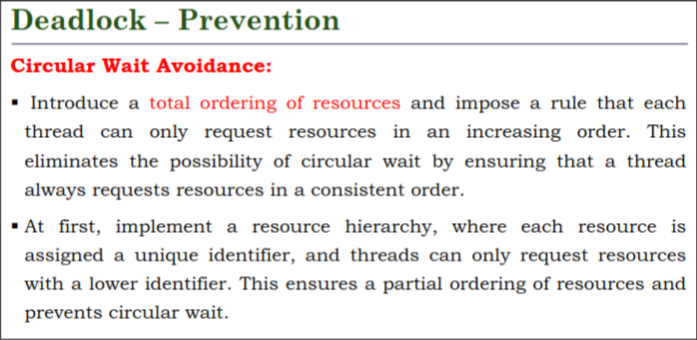 Deadlock – Prevention
Circular Wait Avoidance:
▪ Introduce a total ordering of resources and impose a rule that each
thread can only request resources in an increasing order. This
eliminates the possibility of circular wait by ensuring that a thread
always requests resources in a consistent order.
▪ At first, implement a resource hierarchy, where each resource is
assigned a unique identifier, and threads can only request resources
with a lower identifier. This ensures a partial ordering of resources and
prevents circular wait.